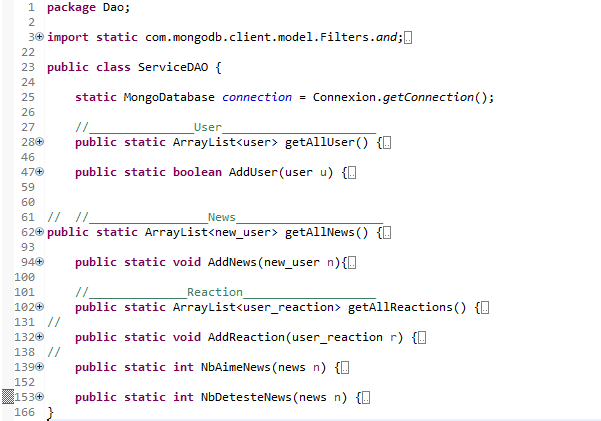 1 package Dao;
2
3 import static com.mongodb.client.model.Filters.and;
22
23 public class ServiceDAO {
24
25 static MongoDatabase connection = Connexion.getConnection();
26
27 //_______________User______________________
28 public static ArrayList<user> getAllUser() {
46
47 public static boolean AddUser(user u) {
59
60
61 // //_________________News_____________________
62 public static ArrayList<new_user> getAllNews() {
93
94 public static void AddNews(new_user n){
100
101 //______________Reaction___________________
102 public static ArrayList<user_reaction> getAllReactions() {
131 //
132 public static void AddReaction(user_reaction r) {
138 //
139 public static int NbAimeNews(news n) {
152
153 public static int NbDetesteNews(news n) {
166 }